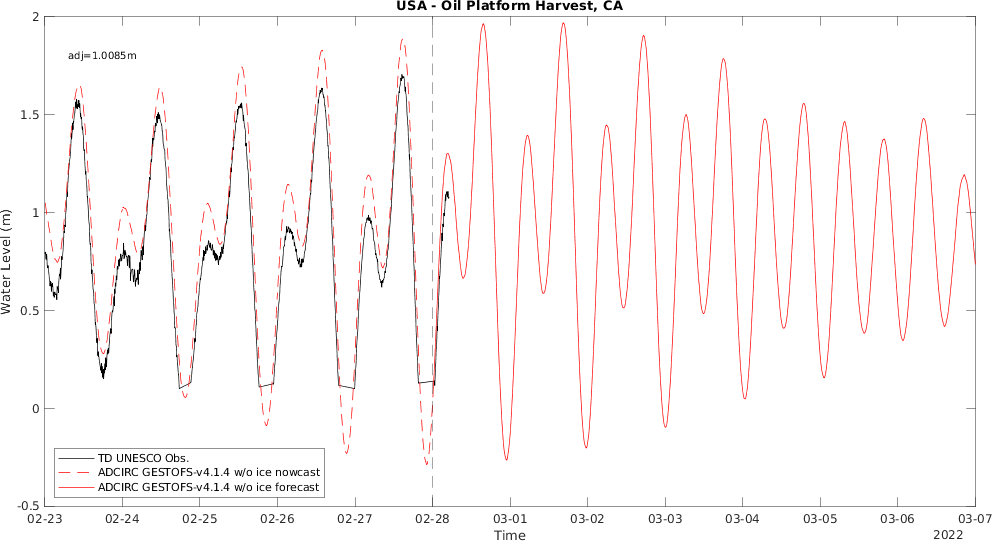 USA - Oil Platform Harvest, CA
adj=1.0085m
Water Level (m)
2
1.5
1
0.5
0
-0.5
TD UNESCO Obs.
ADCIRC GESTOFS-v4.1.4 w/o ice nowcast
ADCIRC GESTOFS-v4.1.4 w/o ice forecast
02-23 02-24 02-25 02-26 02-27 02-28 03-01 03-02 03-03 03-04 03-05 03-06 03-07
Time
2022